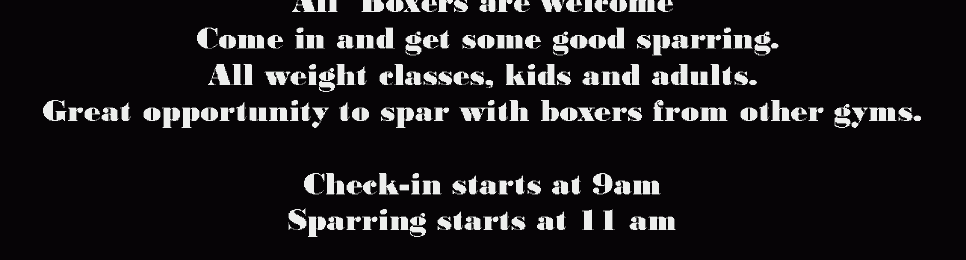 All Boxers are welcome
Come in and get some good sparring.
All weight classes, kids and adults.
Great opportunity to spar with boxers from other gyms.
Check-in starts at 9am
Sparring starts at 11 am